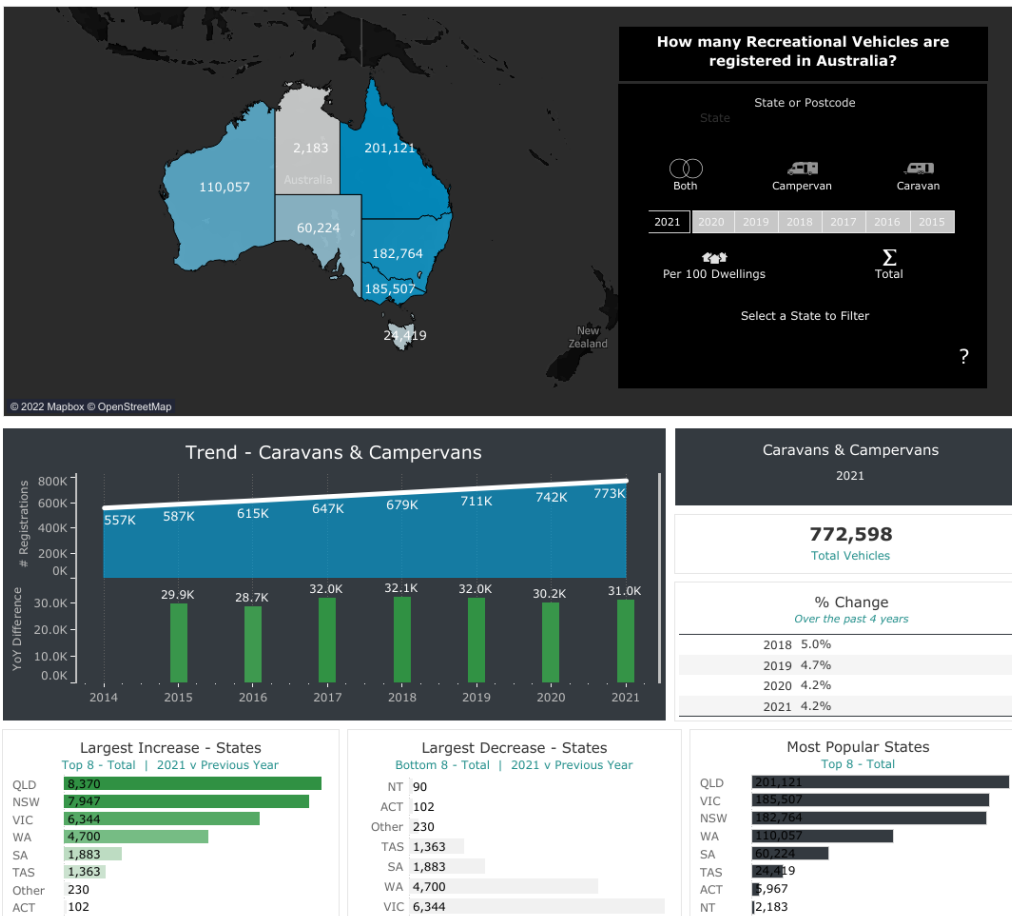 How many Recreational Vehicles are
registered in Australia?
State or Postcode
State
Both
Campervan
Caravan
2021 2020 2019 2018 2017 2016 2015
Per 100 Dwellings
Σ
Total
Select a State to Filter
?
2,183
201,121
Australia
110,057
60,224
182,764
185,507
24,419
New
Zealand
© 2022 Mapbox © OpenStreetMap
Trend - Caravans & Campervans
# Registrations
800K
600K
400K
200K
0K
557K 587K 615K 647K 679K 711K 742K 773K
YoY Difference
30.0K
20.0K
10.0K
0.0K
29.9K 28.7K 32.0K 32.1K 32.0K 30.2K 31.0K
2014 2015 2016 2017 2018 2019 2020 2021
Caravans & Campervans
2021
772,598
Total Vehicles
% Change
Over the past 4 years
2018 5.0%
2019 4.7%
2020 4.2%
2021 4.2%
Largest Increase - States
Top 8 - Total | 2021 v Previous Year
QLD 8,370
NSW 7,947
VIC 6,344
WA 4,700
SA 1,883
TAS 1,363
Other 230
ACT 102
Largest Decrease - States
Bottom 8 - Total | 2021 v Previous Year
NT 90
ACT 102
Other 230
TAS 1,363
SA 1,883
WA 4,700
VIC 6,344
Most Popular States
Top 8 - Total
QLD 201,121
VIC 185,507
NSW 182,764
WA 110,057
SA 60,224
TAS 24,419
ACT 5,967
NT 2,183